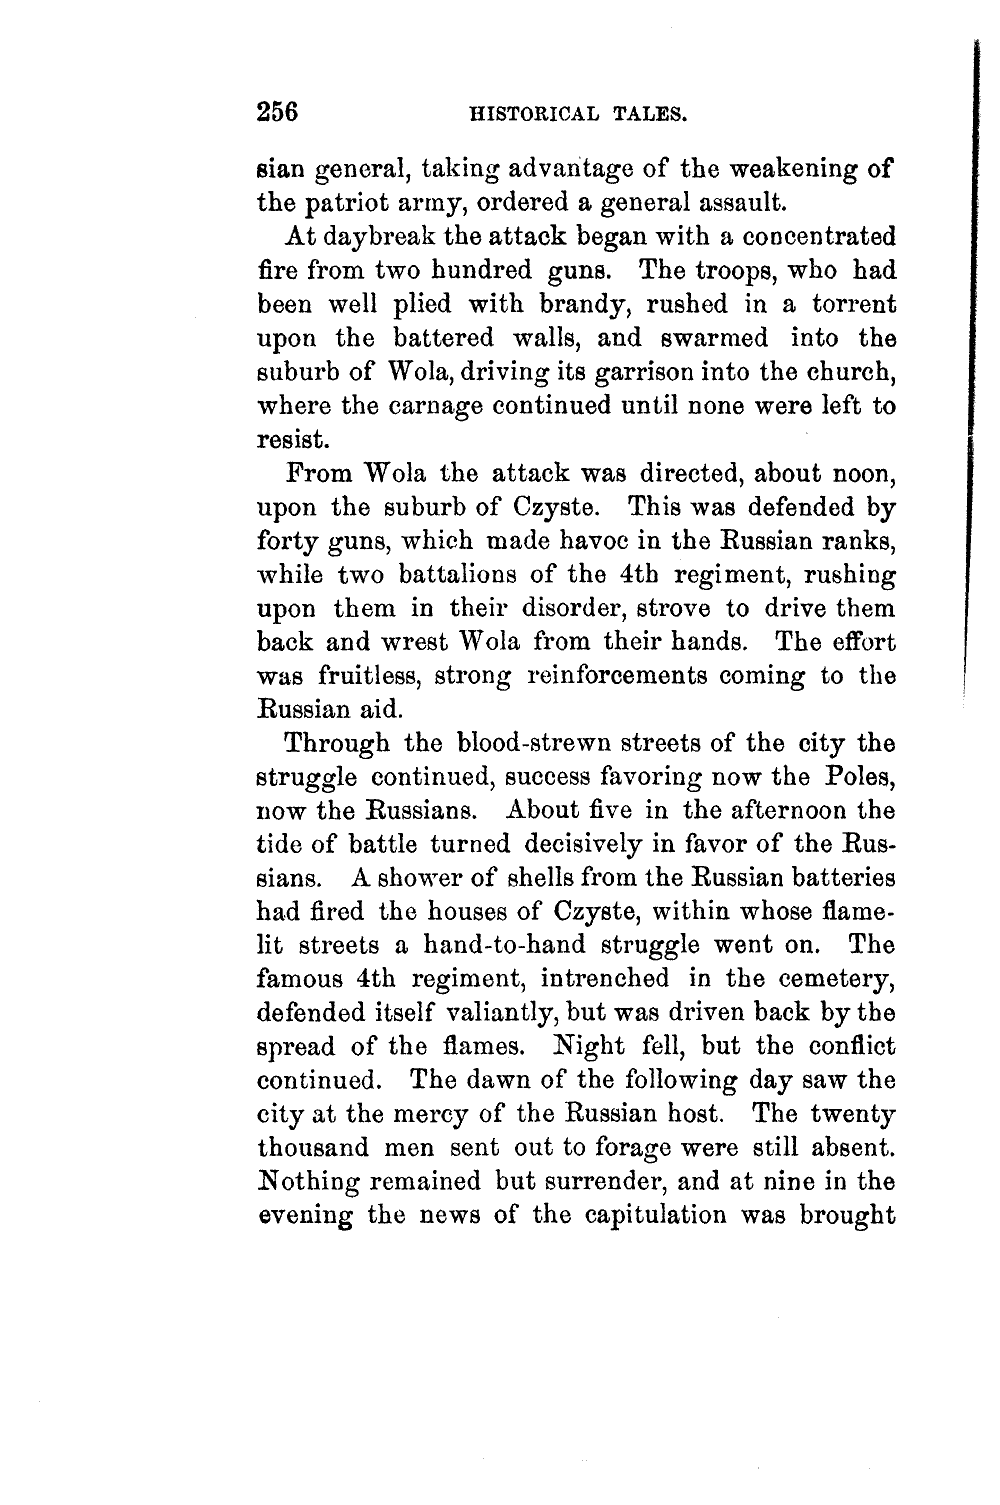 256 HISTORICAL TALES.
sian general, taking advantage of the weakening of
the patriot army, ordered a general assault.
At daybreak the attack began with a concentrated
fire from two hundred guns. The troops, who had
been well plied with brandy, rushed in a torrent
upon the battered walls, and swarmed into the
suburb of Wola, driving its garrison into the church,
where the carnage continued until none were left to
resist.
From Wola the attack was directed, about noon,
upon the suburb of Czyste. This was defended by
forty guns, which made havoc in the Russian ranks,
while two battalions of the 4th regiment, rushing
upon them in their disorder, strove to drive them
back and wrest Wola from their hands. The effort
was fruitless, strong reinforcements coming to the
Russian aid.
Through the blood-strewn streets of the city the
struggle continued, success favoring now the Poles,
now the Russians. About five in the afternoon the
tide of battle turned decisively in favor of the Rus-
sians. A shower of shells from the Russian batteries
had fired the houses of Czyste, within whose flame-
lit streets a hand-to-hand struggle went on. The
famous 4th regiment, intrenched in the cemetery,
defended itself valiantly, but was driven back by the
spread of the flames. Night fell, but the conflict
continued. The dawn of the following day saw the
city at the mercy of the Russian host. The twenty
thousand men sent out to forage were still absent.
Nothing remained but surrender, and at nine in the
evening the news of the capitulation was brought